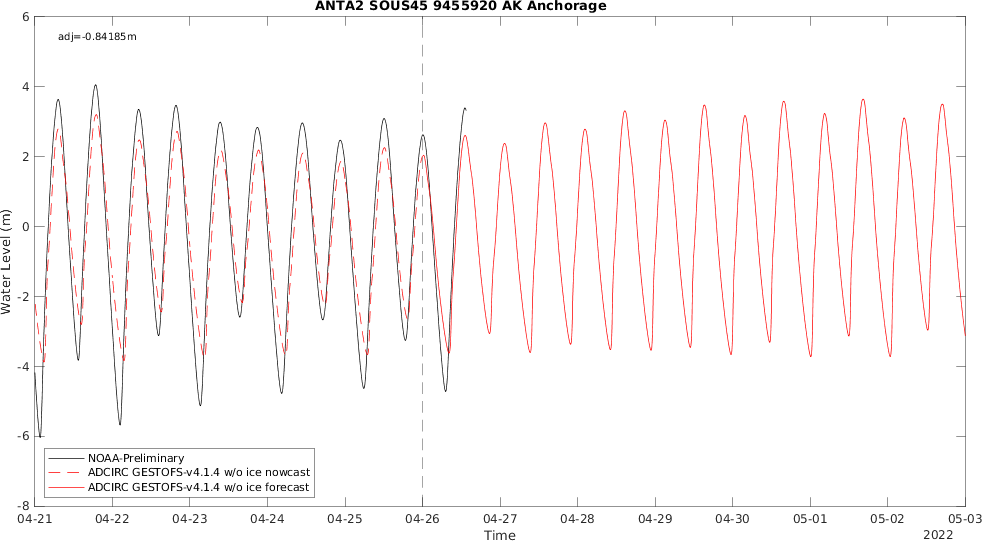 ANTA2 SOUS45 9455920 AK Anchorage
6
adj=-0.84185m
4
2
0
-2
-4
-6
-8
Water Level (m)
NOAA-Preliminary
ADCIRC GESTOFS-v4.1.4 w/o ice nowcast
ADCIRC GESTOFS-v4.1.4 w/o ice forecast
04-21 04-22 04-23 04-24 04-25 04-26 04-27 04-28 04-29 04-30 05-01 05-02 05-03
Time
2022